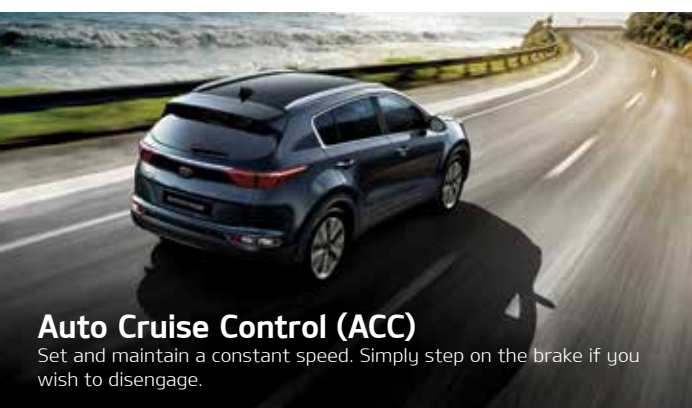 Auto Cruise Control (ACC)
Set and maintain a constant speed. Simply step on the brake if you
wish to disengage.